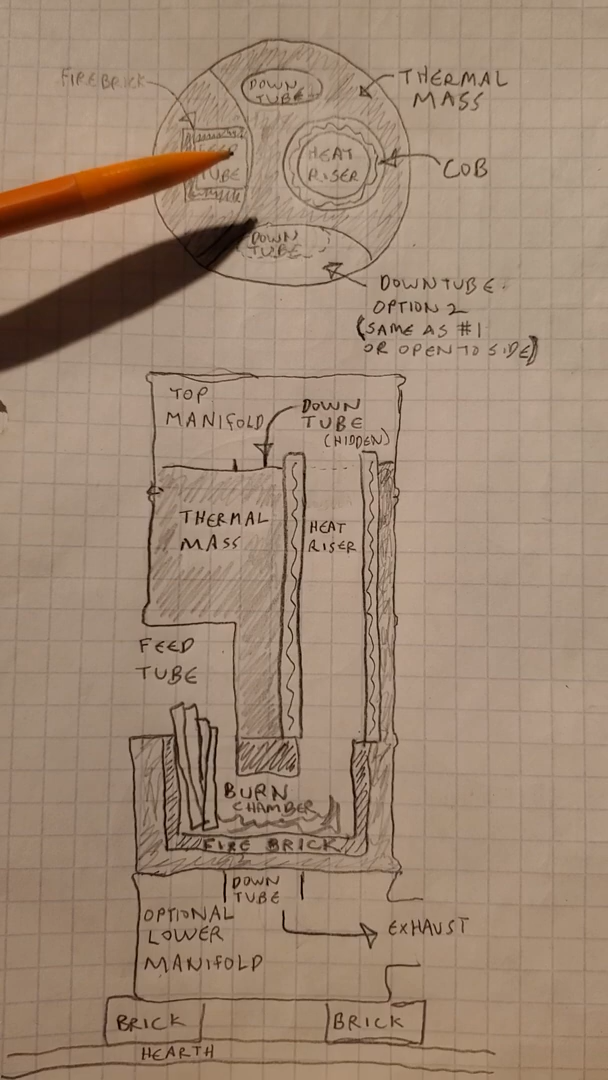 FIREBRICK
DOWN
TUBE
THERMAL
MASS
FEED
TUBE
HEAT
RISER
COB
DOWN
TUBE
DOWNTUBE
OPTION 2
(SAME AS #1
OR OPEN TO SIDE)
TOP
MANIFOLD
DOWN
TUBE
(HIDDEN)
THERMAL
MASS
HEAT
RISER
FEED
TUBE
BURN
CHAMBER
FIRE BRICK
DOWN
TUBE
OPTIONAL
LOWER
MANIFOLD
EXHAUST
BRICK
BRICK
HEARTH